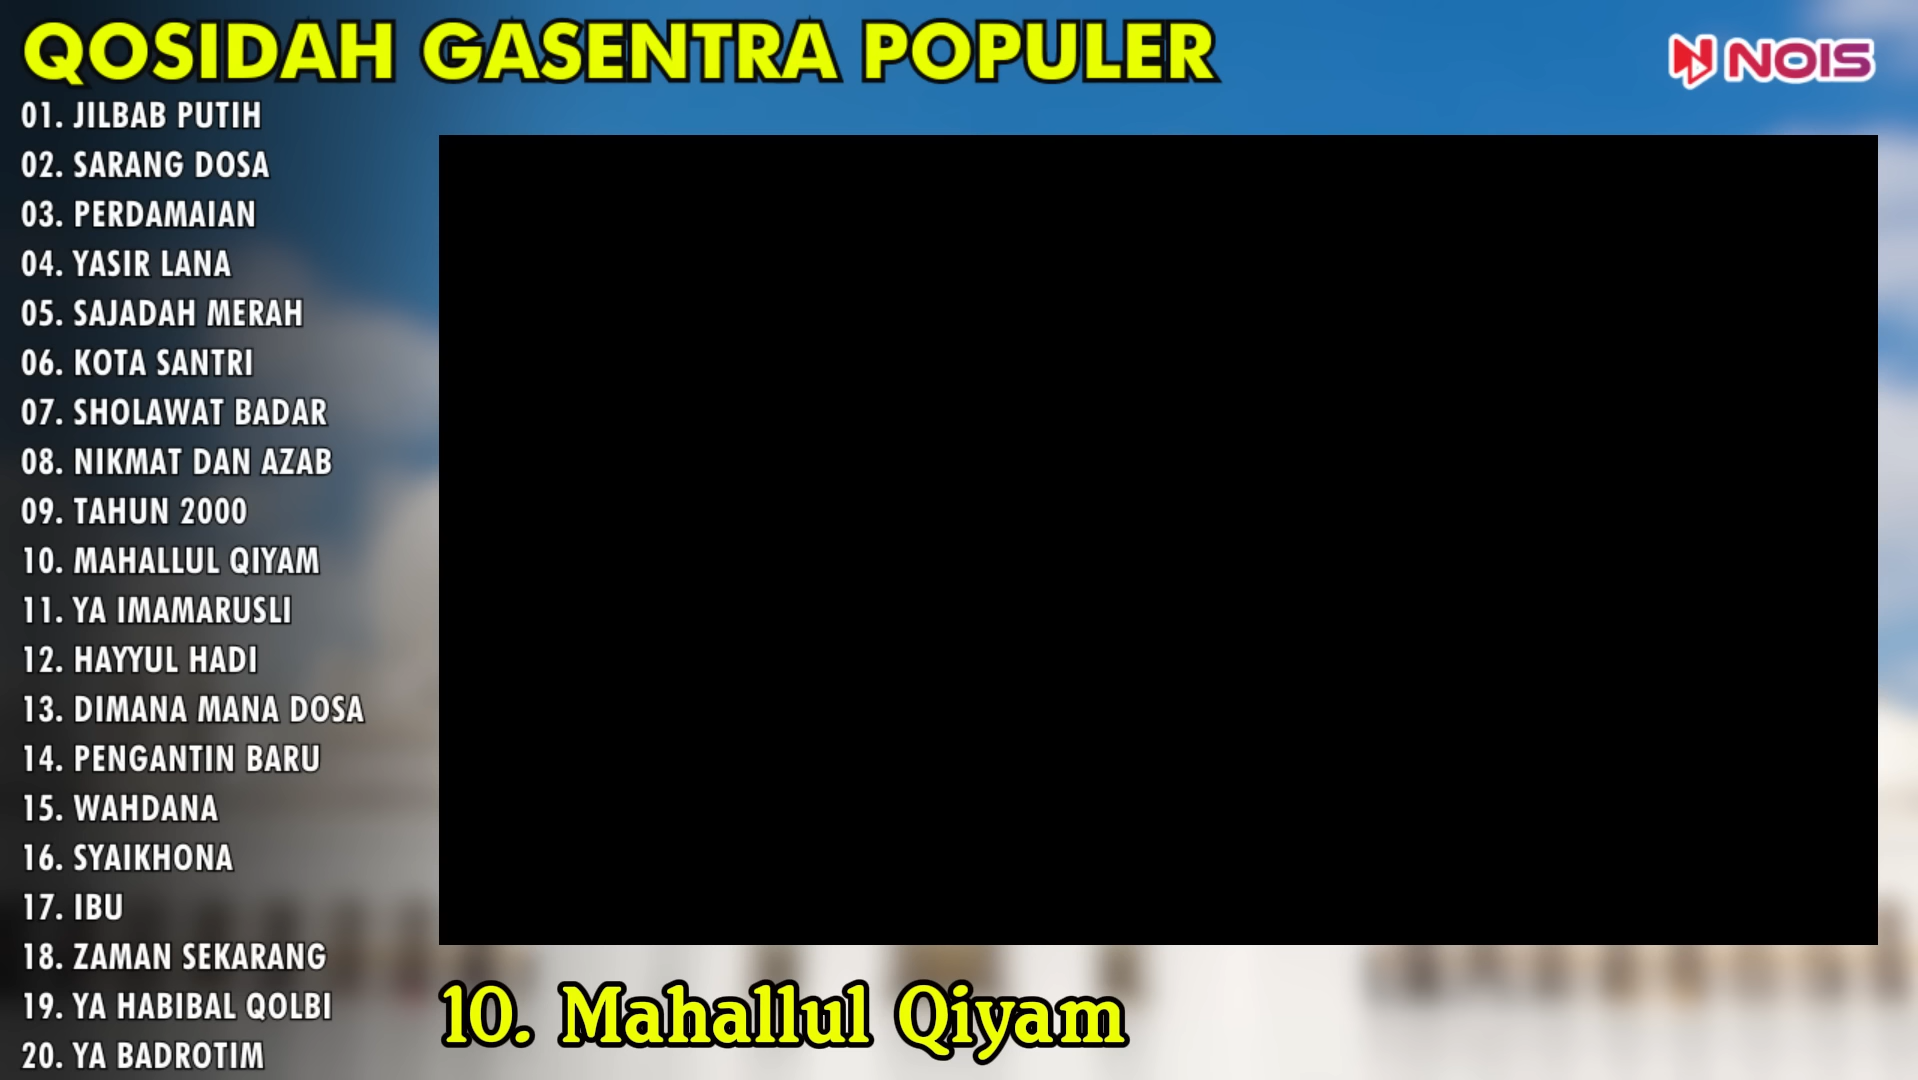 QOSIDAH GASENTRA POPULER
NOIS
01. JILBAB PUTIH
02. SARANG DOSA
03. PERDAMAIAN
04. YASIR LANA
05. SAJADAH MERAH
06. KOTA SANTRI
07. SHOLAWAT BADAR
08. NIKMAT DAN AZAB
09. TAHUN 2000
10. MAHALLUL QIYAM
11. YA IMAMARUSLI
12. HAYYUL HADI
13. DIMANA MANA DOSA
14. PENGANTIN BARU
15. WAHDANA
16. SYAIKHONA
17. IBU
18. ZAMAN SEKARANG
19. YA HABIBAL QOLBI
20. YA BADROTIM
10. Mahallul Qiyam